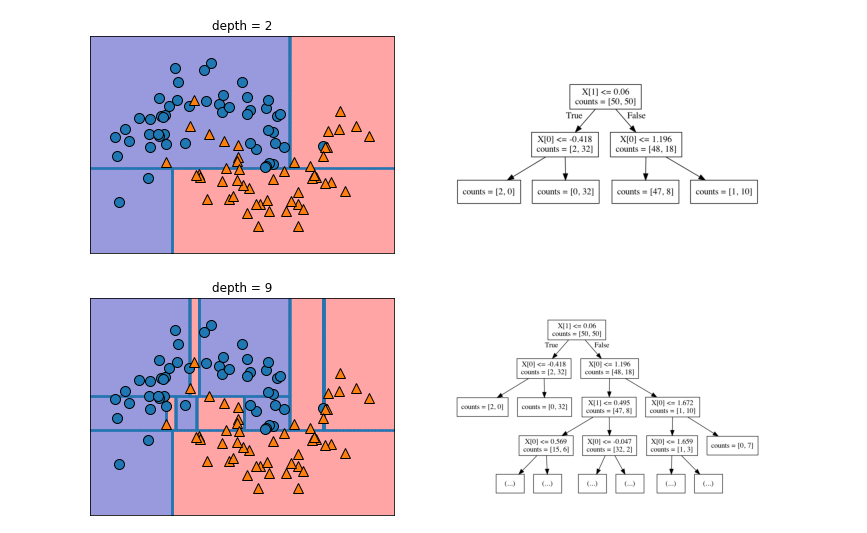 depth = 2
X[1] <= 0.06
counts = [50, 50]
True
False
X[0] <= -0.418
counts = [2, 32]
X[0] <= 1.196
counts = [48, 18]
counts = [2, 0]
counts = [0, 32]
counts = [47, 8]
counts = [1, 10]
depth = 9
X[1] <= 0.06
counts = [50, 50]
True
False
X[0] <= -0.418
counts = [2, 32]
X[0] <= 1.196
counts = [48, 18]
counts = [2, 0]
counts = [0, 32]
X[1] <= 0.495
counts = [47, 8]
X[0] <= 1.672
counts = [1, 10]
X[0] <= 0.569
counts = [15, 6]
X[0] <= -0.047
counts = [32, 2]
X[0] <= 1.659
counts = [1, 3]
counts = [0, 7]
(...)
(...)
(...)
(...)
(...)
(...)